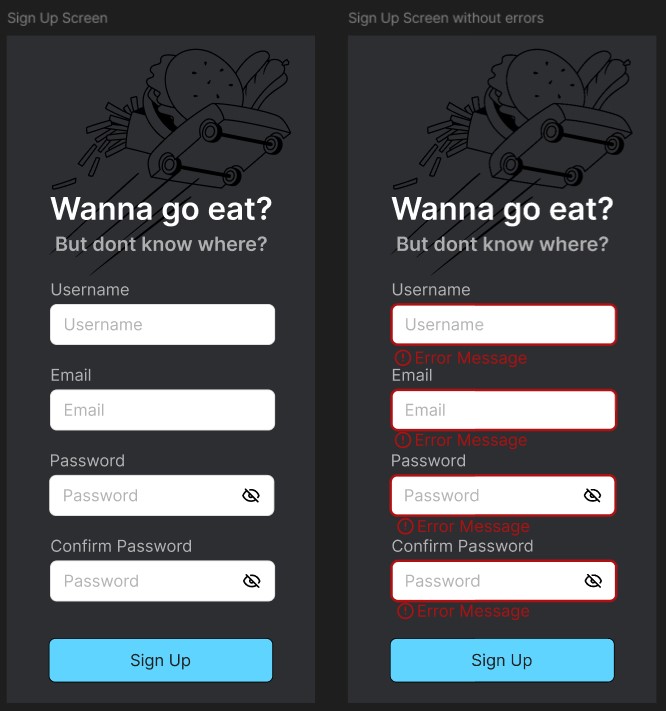 Sign Up Screen
Wanna go eat?
But dont know where?
Username
Username
Email
Email
Password
Password
Confirm Password
Password
Sign Up
Sign Up Screen without errors
Wanna go eat?
But dont know where?
Username
Username
Error Message
Email
Email
Error Message
Password
Password
Error Message
Confirm Password
Password
Error Message
Sign Up